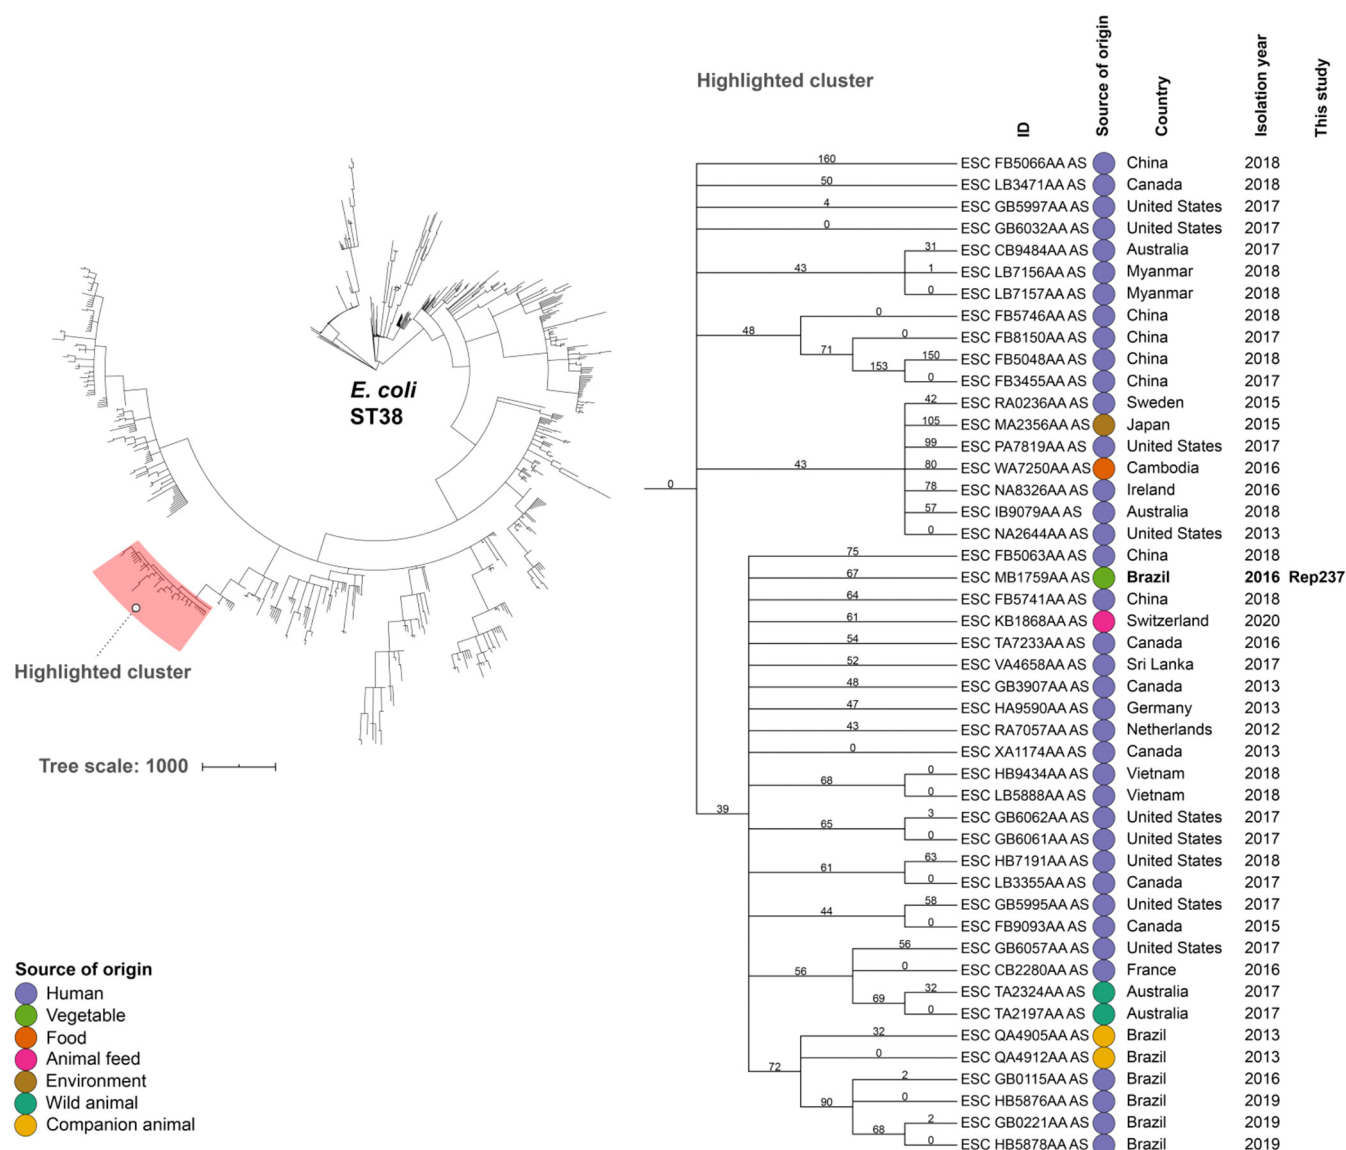 Highlighted cluster
ID
Source of origin
Country
Isolation year
This study
160 ESC FB5066AA AS China 2018
50 ESC LB3471AA AS Canada 2018
4 ESC GB5997AA AS United States 2017
0 ESC GB6032AA AS United States 2017
31 ESC CB9484AA AS Australia 2017
43 1 ESC LB7156AA AS Myanmar 2018
0 ESC LB7157AA AS Myanmar 2018
0 ESC FB5746AA AS China 2018
48
0 ESC FB8150AA AS China 2017
71
150 ESC FB5048AA AS China 2018
153
0 ESC FB3455AA AS China 2017
42 ESC RA0236AA AS Sweden 2015
105 ESC MA2356AA AS Japan 2015
99 ESC PA7819AA AS United States 2017
43 80 ESC WA7250AA AS Cambodia 2016
0
78 ESC NA8326AA AS Ireland 2016
57 ESC IB9079AA AS Australia 2018
0 ESC NA2644AA AS United States 2013
75 ESC FB5063AA AS China 2018
67 ESC MB1759AA AS Brazil 2016 Rep237
64 ESC FB5741AA AS China 2018
61 ESC KB1868AA AS Switzerland 2020
54 ESC TA7233AA AS Canada 2016
52 ESC VA4658AA AS Sri Lanka 2017
48 ESC GB3907AA AS Canada 2013
47 ESC HA9590AA AS Germany 2013
43 ESC RA7057AA AS Netherlands 2012
0 ESC XA1174AA AS Canada 2013
0 ESC HB9434AA AS Vietnam 2018
68
0 ESC LB5888AA AS Vietnam 2018
39
3 ESC GB6062AA AS United States 2017
65
0 ESC GB6061AA AS United States 2017
63 ESC HB7191AA AS United States 2018
61
0 ESC LB3355AA AS Canada 2017
58 ESC GB5995AA AS United States 2017
44
0 ESC FB9093AA AS Canada 2015
56 ESC GB6057AA AS United States 2017
56 0 ESC CB2280AA AS France 2016
32 ESC TA2324AA AS Australia 2017
69
0 ESC TA2197AA AS Australia 2017
32 ESC QA4905AA AS Brazil 2013
0 ESC QA4912AA AS Brazil 2013
72
2 ESC GB0115AA AS Brazil 2016
90 0 ESC HB5876AA AS Brazil 2019
2 ESC GB0221AA AS Brazil 2019
68
0 ESC HB5878AA AS Brazil 2019
E. coli
ST38
Highlighted cluster
Tree scale: 1000
Source of origin
Human
Vegetable
Food
Animal feed
Environment
Wild animal
Companion animal